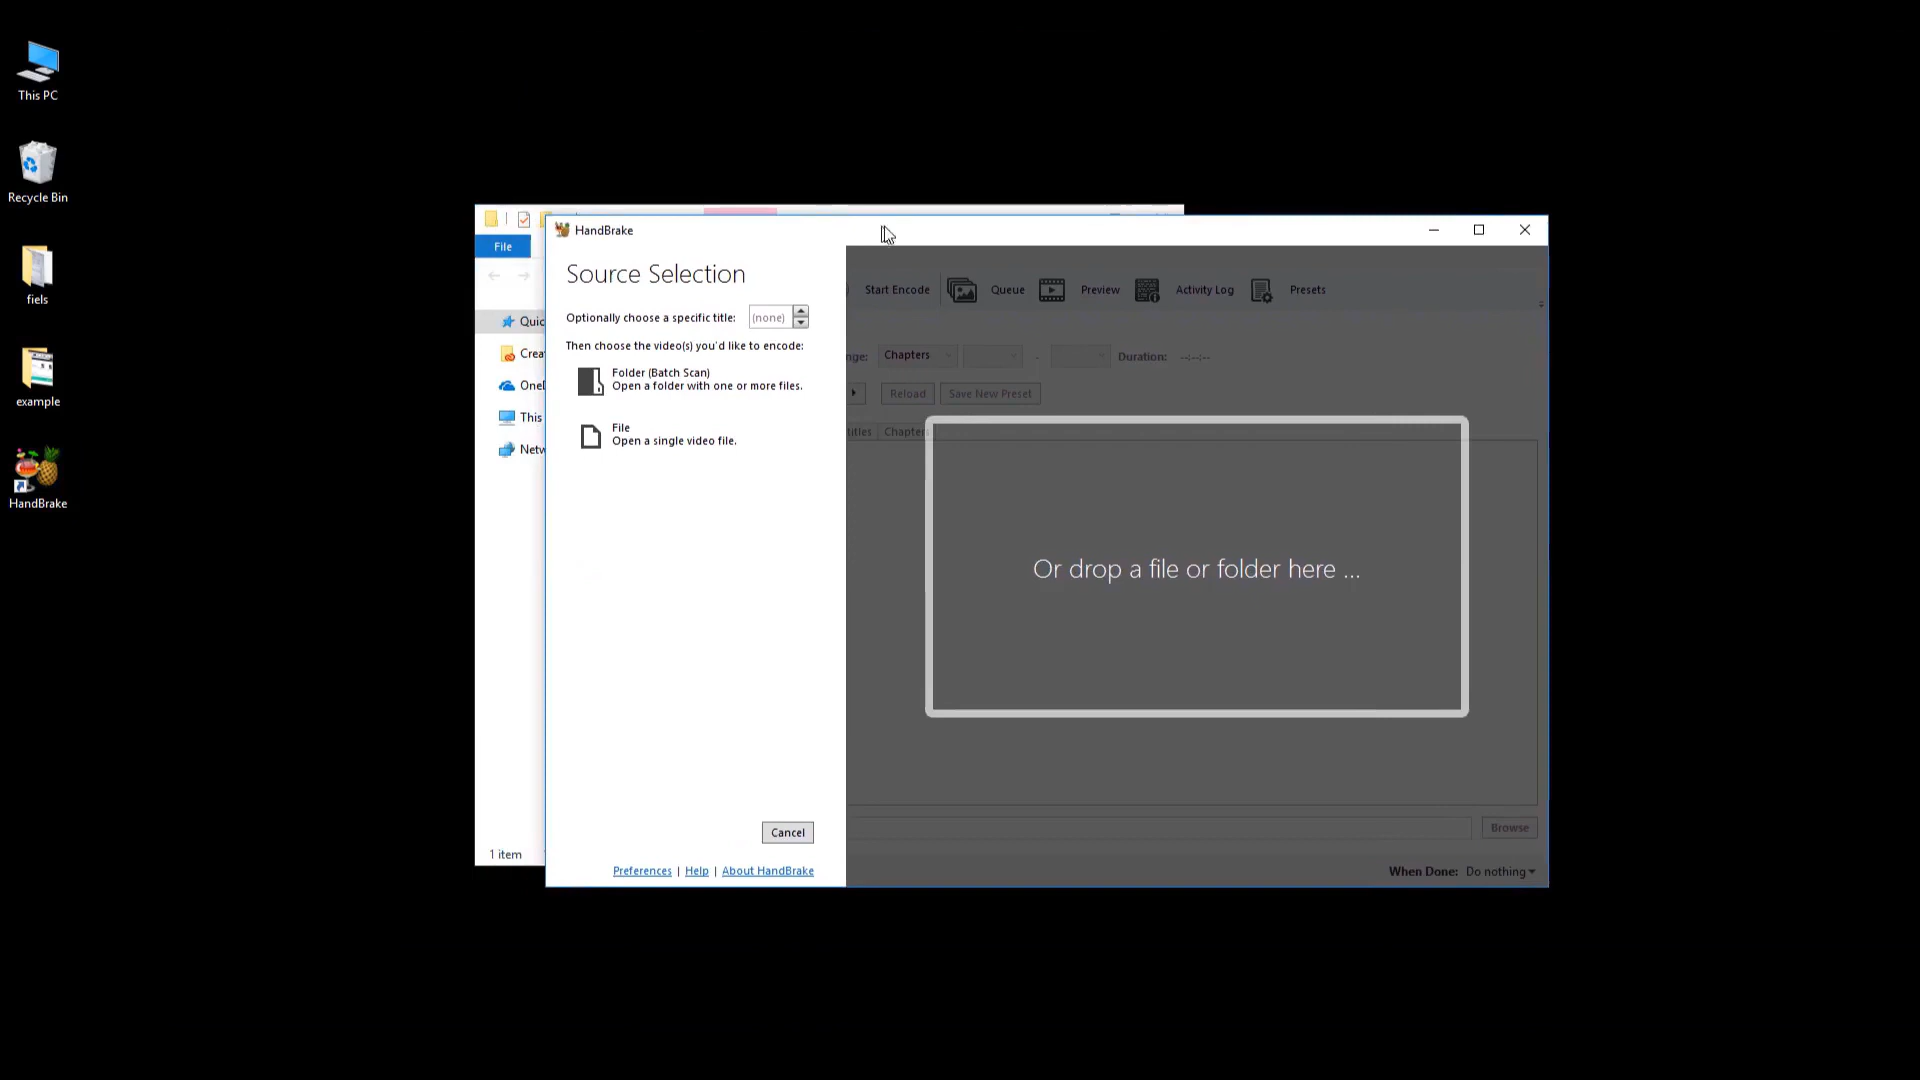 This PC
Recycle Bin
fiels
example
HandBrake
File
Quic
Crea
OneI
This
Netw
1 item
HandBrake
Source Selection
Optionally choose a specific title: (none)
Then choose the video(s) you'd like to encode:
Folder (Batch Scan)
Open a folder with one or more files.
File
Open a single video file.
Cancel
Preferences | Help | About HandBrake
Start Encode Queue Preview Activity Log Presets
nge: Chapters - Duration: --:--:--
Reload Save New Preset
titles Chapters
Or drop a file or folder here ...
Browse
When Done: Do nothing